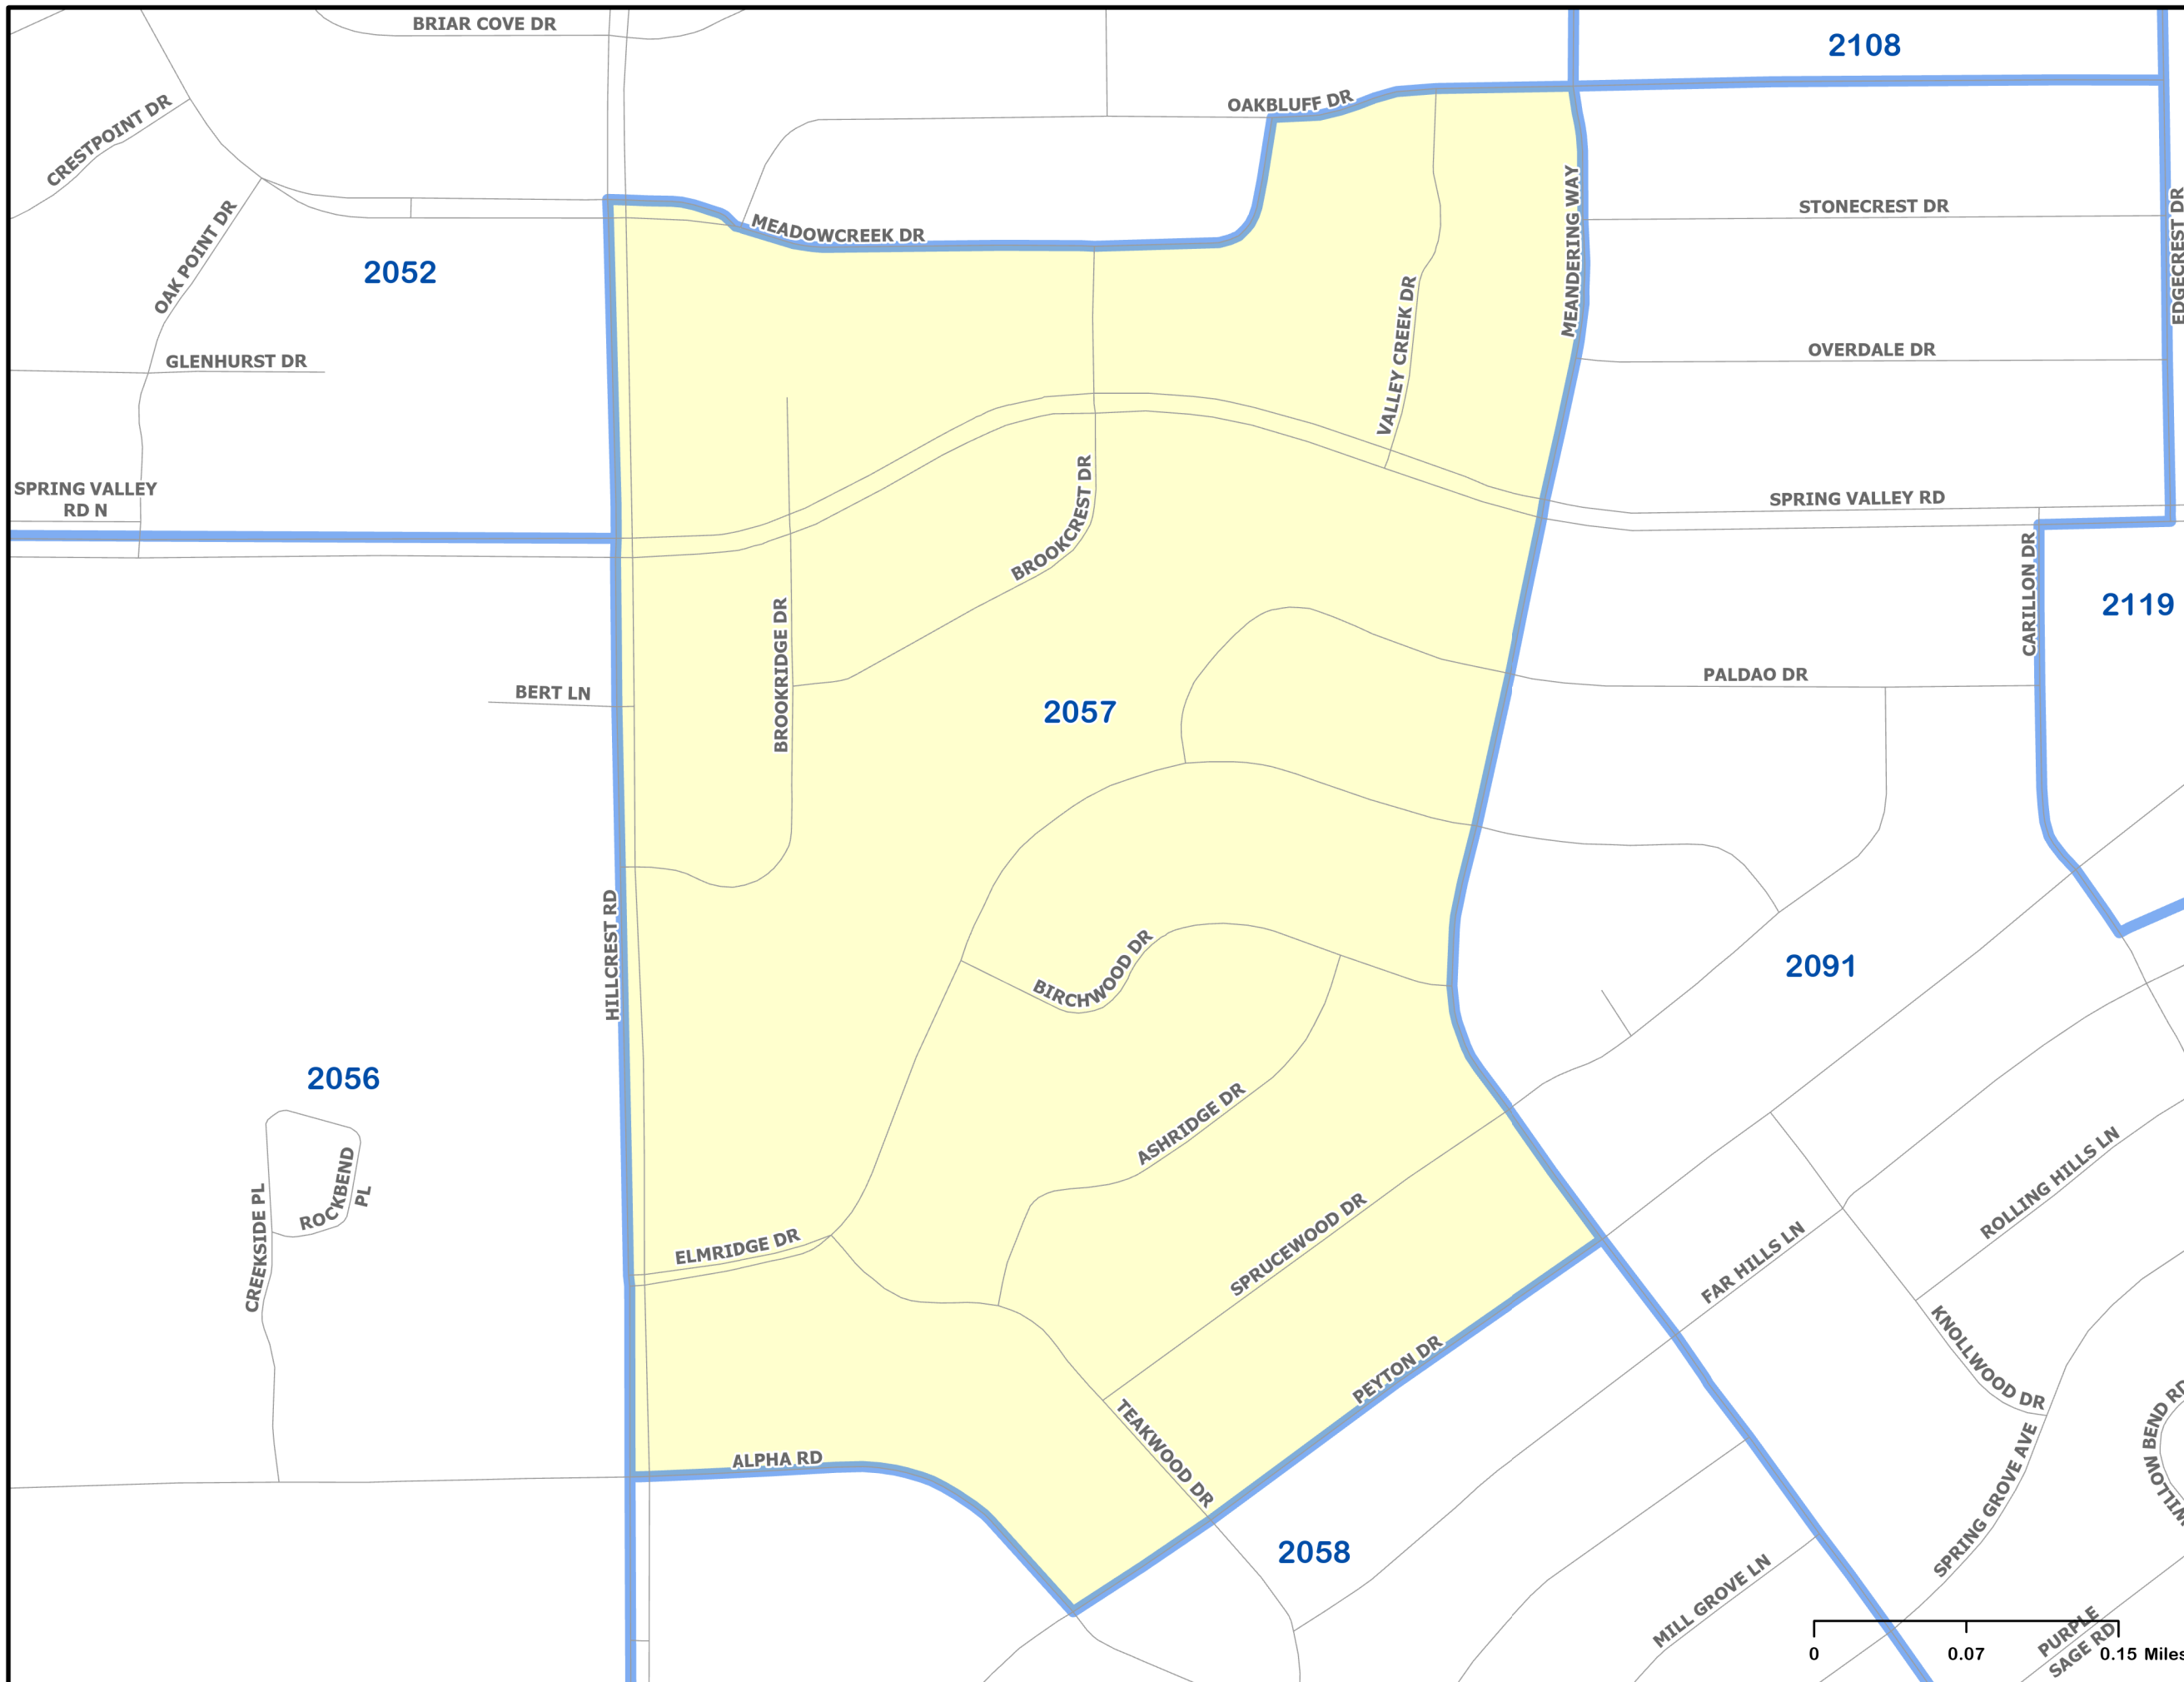 BRIAR COVE DR
2108
OAKBLUFF DR
CRESTPOINT DR
MEANDERING WAY
STONECREST DR
EDGECREST DR
OAK POINT DR
MEADOWCREEK DR
2052
VALLEY CREEK DR
OVERDALE DR
GLENHURST DR
SPRING VALLEY
RD N
SPRING VALLEY RD
BROOKCREST DR
CARILLON DR
2119
BROOKRIDGE DR
BERT LN
PALDAO DR
2057
HILLCREST RD
BIRCHWOOD DR
2091
2056
ASHRIDGE DR
ROCKBEND
PL
CREEKSIDE PL
ROLLING HILLS LN
ELMRIDGE DR
SPRUCEWOOD DR
FAR HILLS LN
KNOLLWOOD DR
PEYTON DR
WILLOW BEND RD
ALPHA RD
TEAKWOOD DR
SPRING GROVE AVE
2058
MILL GROVE LN
PURPLE
SAGE RD
0 0.07 0.15 Miles